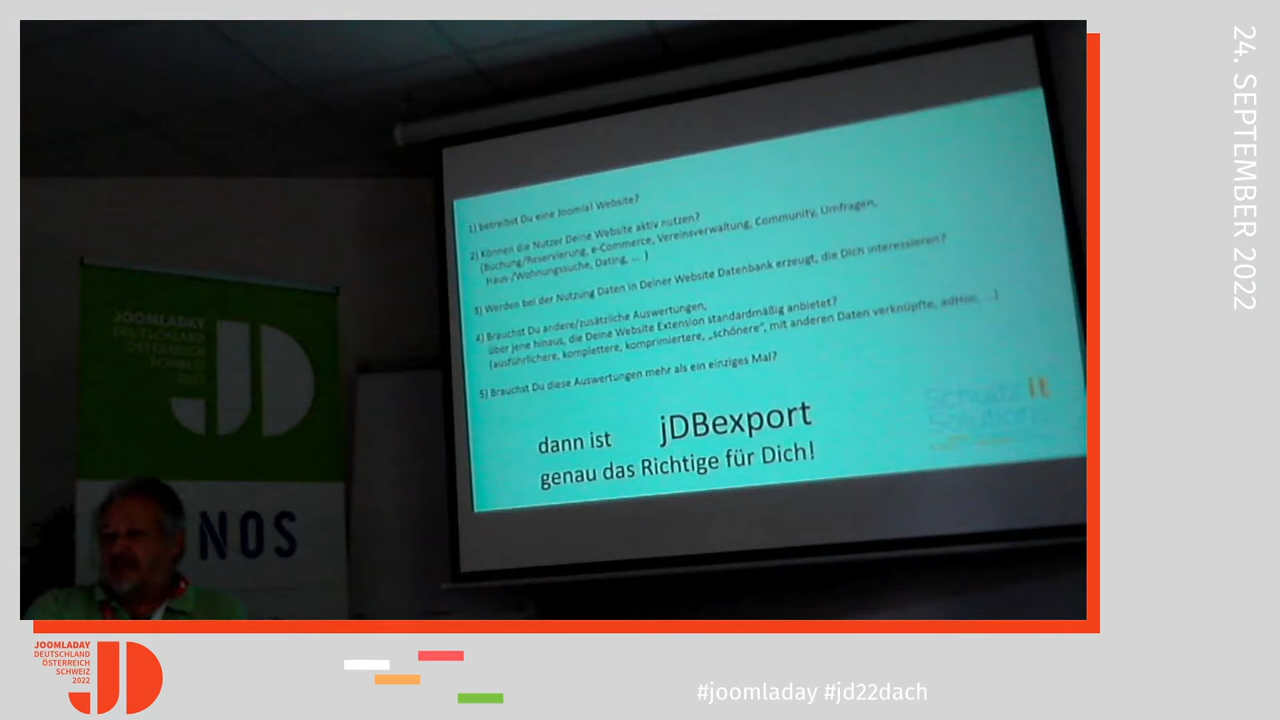 24. SEPTEMBER 2022
1) betreibst Du eine Joomla! Website?
2) Können die Nutzer Deine Website aktiv nutzen?
(Buchung/Reservierung, e-Commerce, Vereinsverwaltung, Community, Umfragen,
Haus-/Wohnungssuche, Dating, ... )
3) Werden bei der Nutzung Daten in Deiner Website Datenbank erzeugt, die Dich interessieren?
4) Brauchst Du andere/zusätzliche Auswertungen,
über jene hinaus, die Deine Website Extension standardmäßig anbietet?
(ausführlichere, komplettere, komprimiertere, „schönere“, mit anderen Daten verknüpfte, adHoc, ...)
5) Brauchst Du diese Auswertungen mehr als ein einziges Mal?
dann ist jDBexport
genau das Richtige für Dich!
Schultz it
Solution
JOOMLADAY
DEUTSCHLAND
ÖSTERREICH
SCHWEIZ
JD
NOS
JOOMLADAY
DEUTSCHLAND
ÖSTERREICH
SCHWEIZ
2022
JD
#joomladay #jd22dach